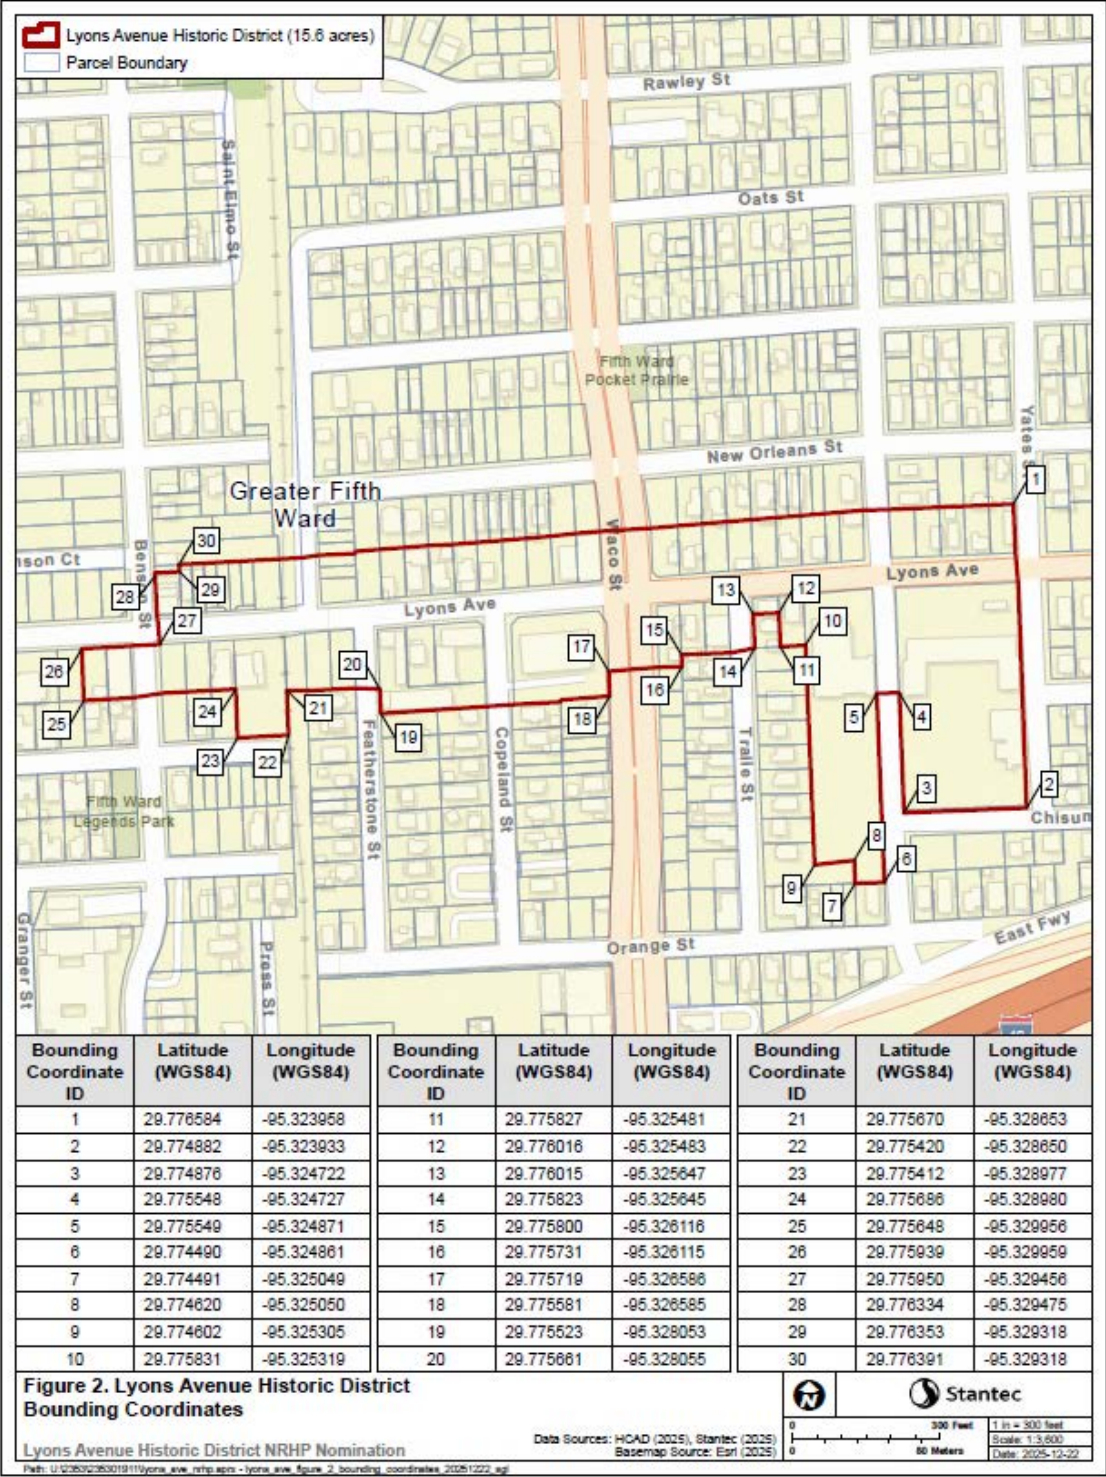 Lyons Avenue Historic District (15.6 acres)
Parcel Boundary
Rawley St
Saint Elmo St
Oats St
Fifth Ward
Pocket Prairie
Yates S
New Orleans St
1
Greater Fifth
Ward
30
nson Ct
Benson St
Waco St
Lyons Ave
29
28
13
12
Lyons Ave
27
15
10
17
20
26
14
11
16
24
21
5
4
25
18
19
23
22
Featherstone St
Copeland St
Tralle St
3
2
Fifth Ward
Legends Park
Chisum
8
6
9
7
Granger St
Press St
Orange St
East Fwy
Bounding Coordinate ID Latitude (WGS84) Longitude (WGS84) Bounding Coordinate ID Latitude (WGS84) Longitude (WGS84) Bounding Coordinate ID Latitude (WGS84) Longitude (WGS84)
1 29.776584 -95.323958 11 29.775827 -95.325481 21 29.775670 -95.328653
2 29.774882 -95.323933 12 29.776016 -95.325483 22 29.775420 -95.328650
3 29.774876 -95.324722 13 29.776015 -95.325647 23 29.775412 -95.328977
4 29.775548 -95.324727 14 29.775823 -95.325645 24 29.775686 -95.328980
5 29.775549 -95.324871 15 29.775800 -95.326116 25 29.775648 -95.329956
6 29.774490 -95.324861 16 29.775731 -95.326115 26 29.775939 -95.329959
7 29.774491 -95.325049 17 29.775719 -95.326586 27 29.775950 -95.329456
8 29.774620 -95.325050 18 29.775581 -95.326585 28 29.776334 -95.329475
9 29.774602 -95.325305 19 29.775523 -95.328053 29 29.776353 -95.329318
10 29.775831 -95.325319 20 29.775661 -95.328055 30 29.776391 -95.329318
Figure 2. Lyons Avenue Historic District
Bounding Coordinates
Lyons Avenue Historic District NRHP Nomination
Data Sources: HCAD (2025), Stantec (2025)
Basemap Source: Esri (2025)
N
Stantec
0 300 Feet
0 80 Meters
1 in = 300 feet
Scale: 1:3,600
Date: 2025-12-22